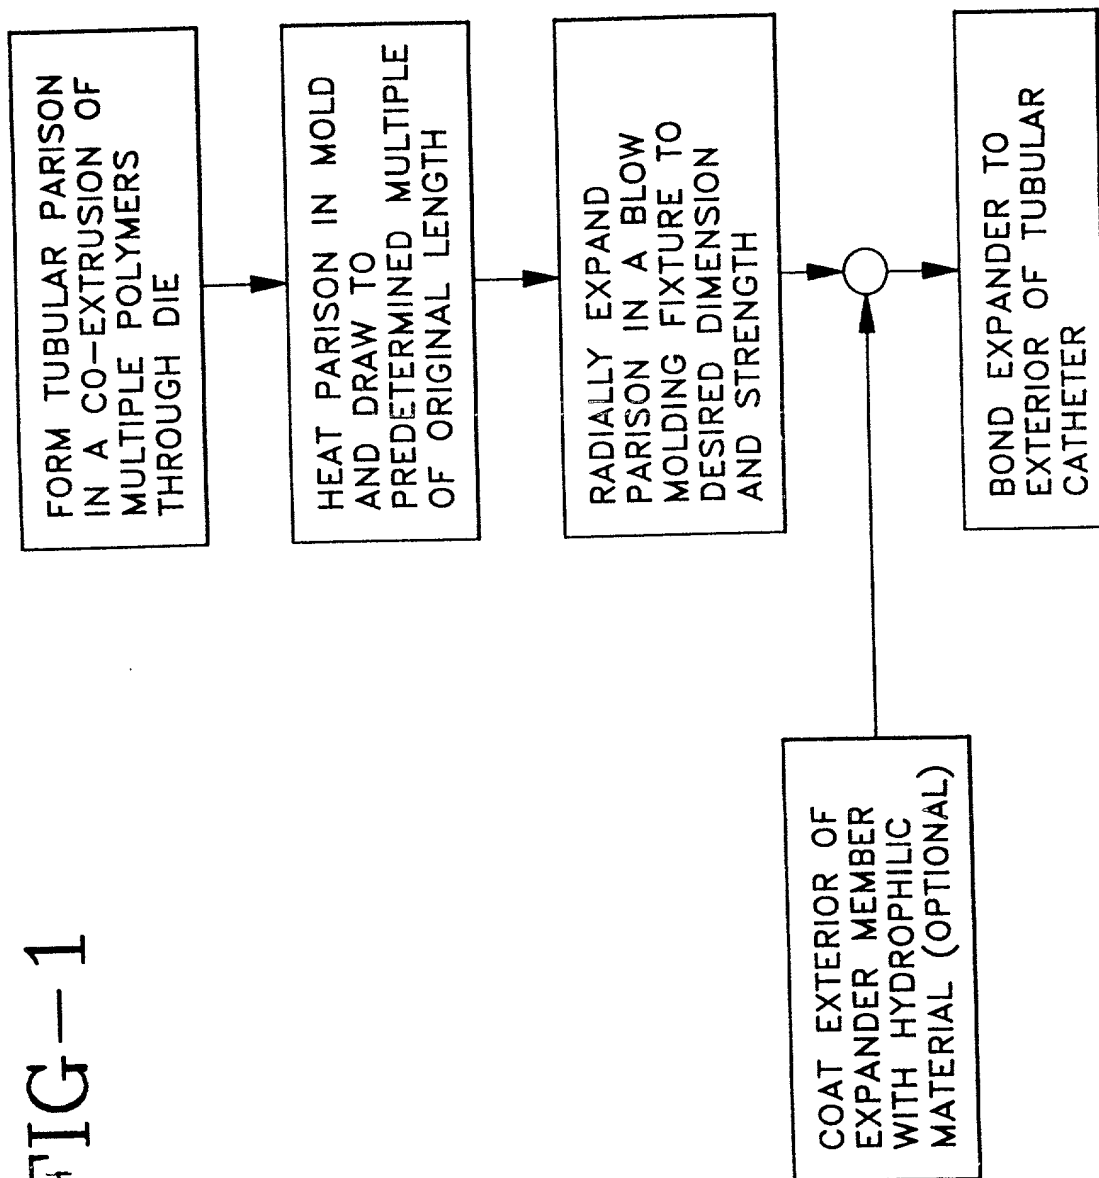 FIG-1
FORM TUBULAR PARISON
IN A CO-EXTRUSION OF
MULTIPLE POLYMERS
THROUGH DIE
HEAT PARISON IN MOLD
AND DRAW TO
PREDETERMINED MULTIPLE
OF ORIGINAL LENGTH
RADIALLY EXPAND
PARISON IN A BLOW
MOLDING FIXTURE TO
DESIRED DIMENSION
AND STRENGTH
COAT EXTERIOR OF
EXPANDER MEMBER
WITH HYDROPHILIC
MATERIAL (OPTIONAL)
BOND EXPANDER TO
EXTERIOR OF TUBULAR
CATHETER